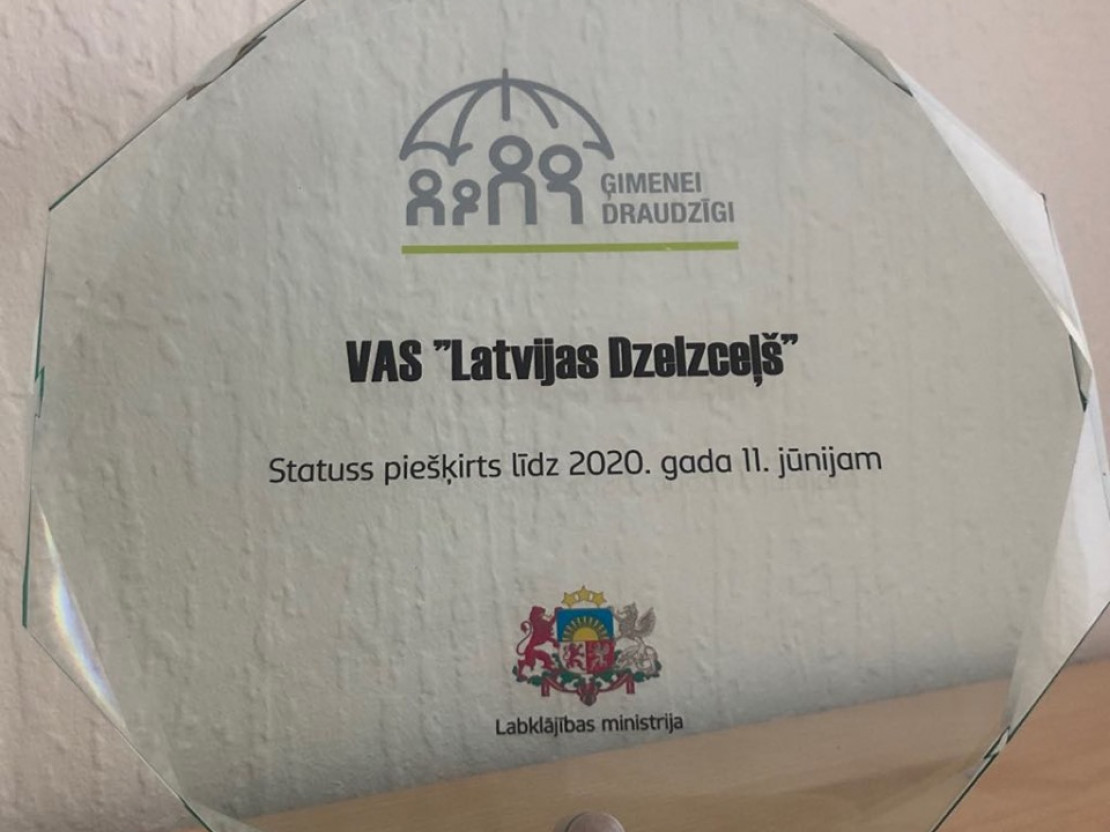 ĢIMENEI
DRAUDZĪGI
VAS ”Latvijas Dzelzceļš”
Statuss piešķirts līdz 2020. gada 11. jūnijam
Labklājības ministrija